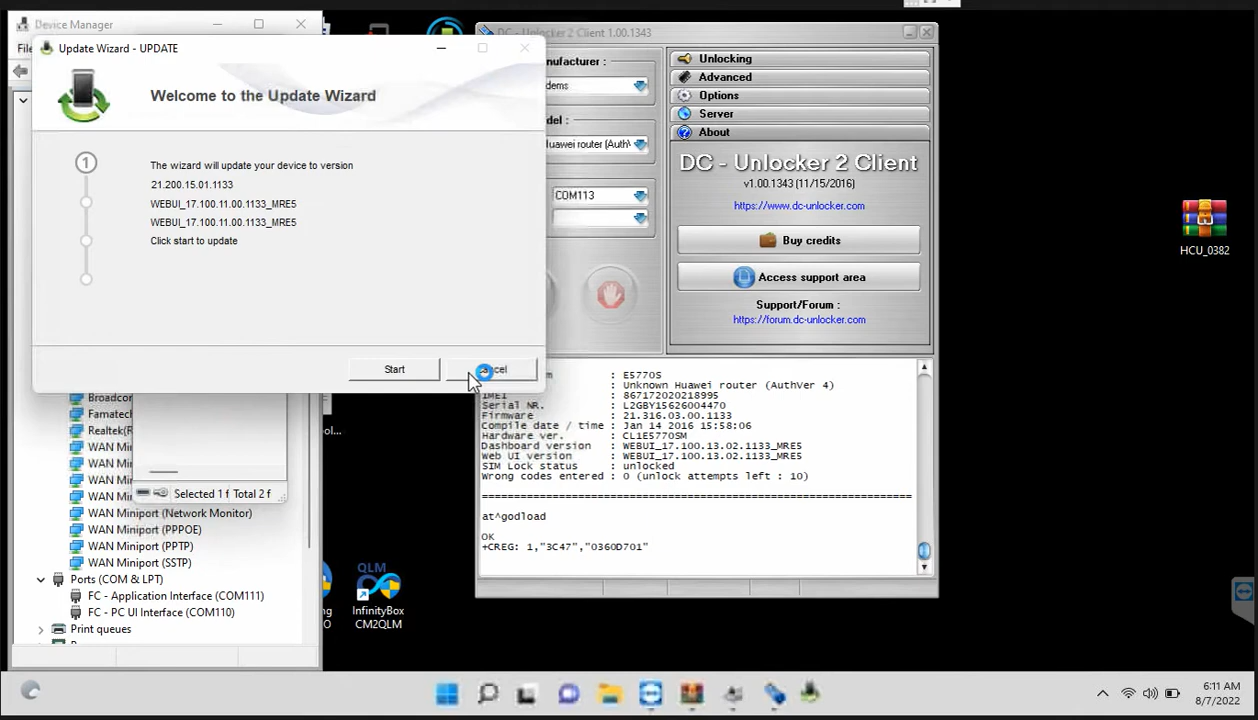 Device Manager
File
Update Wizard - UPDATE
Welcome to the Update Wizard
1
The wizard will update your device to version
21.200.15.01.1133
WEBUI_17.100.11.00.1133_MRE5
WEBUI_17.100.11.00.1133_MRE5
Click start to update
Start
Broadcor
Famatech
Realtek(R
WAN Mir
WAN Mir
WAN Mir
WAN Mir
Selected 1 f Total 2 f
WAN Miniport (Network Monitor)
WAN Miniport (PPPOE)
WAN Miniport (PPTP)
WAN Miniport (SSTP)
Ports (COM & LPT)
FC - Application Interface (COM111)
FC - PC UI Interface (COM110)
Print queues
ol...
QLM
InfinityBox
CM2QLM
DC - Unlocker 2 Client 1.00.1343
nufacturer :
dems
del :
Huawei router (Auth\
COM113
Unlocking
Advanced
Options
Server
About
DC - Unlocker 2 Client
v1.00.1343 (11/15/2016)
https://www.dc-unlocker.com
Buy credits
Access support area
Support/Forum :
https://forum.dc-unlocker.com
: E5770S
: Unknown Huawei router (AuthVer 4)
IMEI : 867172020218995
Serial NR. : L2GBY15626004470
Firmware : 21.316.03.00.1133
Compile date / time : Jan 14 2016 15:58:06
Hardware ver. : CL1E5770SM
Dashboard version : WEBUI_17.100.13.02.1133_MRE5
Web UI version : WEBUI_17.100.13.02.1133_MRE5
SIM Lock status : unlocked
Wrong codes entered : 0 (unlock attempts left : 10)
===============================================================
at^godload
OK
+CREG: 1,"3C47","0360D701"
HCU_0382
6:11 AM
8/7/2022